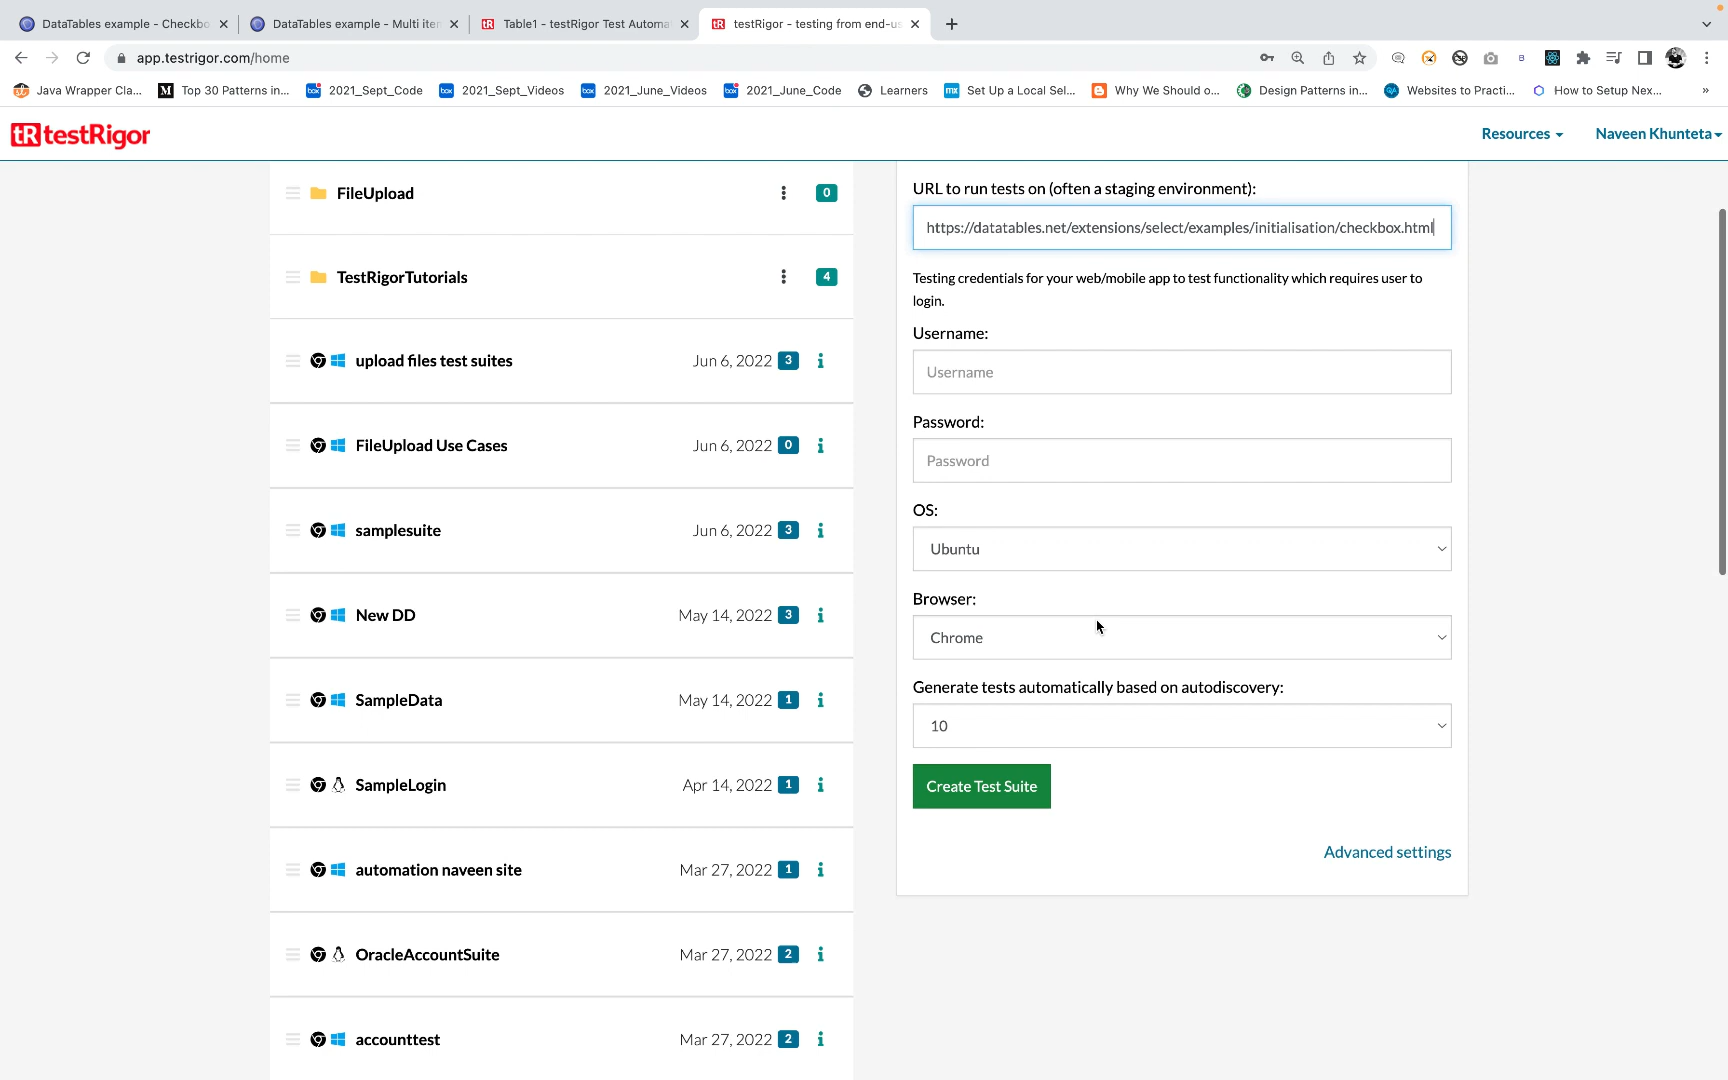 DataTables example - Checkbo
DataTables example - Multi iten
Table1 - testRigor Test Automa
testRigor - testing from end-us
app.testrigor.com/home
Java Wrapper Cla...
Top 30 Patterns in...
2021_Sept_Code
2021_Sept_Videos
2021_June_Videos
2021_June_Code
Learners
Set Up a Local Sel...
Why We Should o...
Design Patterns in...
Websites to Practi...
How to Setup Nex...
»
tR testRigor
Resources
Naveen Khunteta
FileUpload
0
TestRigorTutorials
4
upload files test suites
Jun 6, 2022
3
FileUpload Use Cases
Jun 6, 2022
0
samplesuite
Jun 6, 2022
3
New DD
May 14, 2022
3
SampleData
May 14, 2022
1
SampleLogin
Apr 14, 2022
1
automation naveen site
Mar 27, 2022
1
OracleAccountSuite
Mar 27, 2022
2
accounttest
Mar 27, 2022
2
URL to run tests on (often a staging environment):
https://datatables.net/extensions/select/examples/initialisation/checkbox.html
Testing credentials for your web/mobile app to test functionality which requires user to
login.
Username:
Username
Password:
Password
OS:
Ubuntu
Browser:
Chrome
Generate tests automatically based on autodiscovery:
10
Create Test Suite
Advanced settings